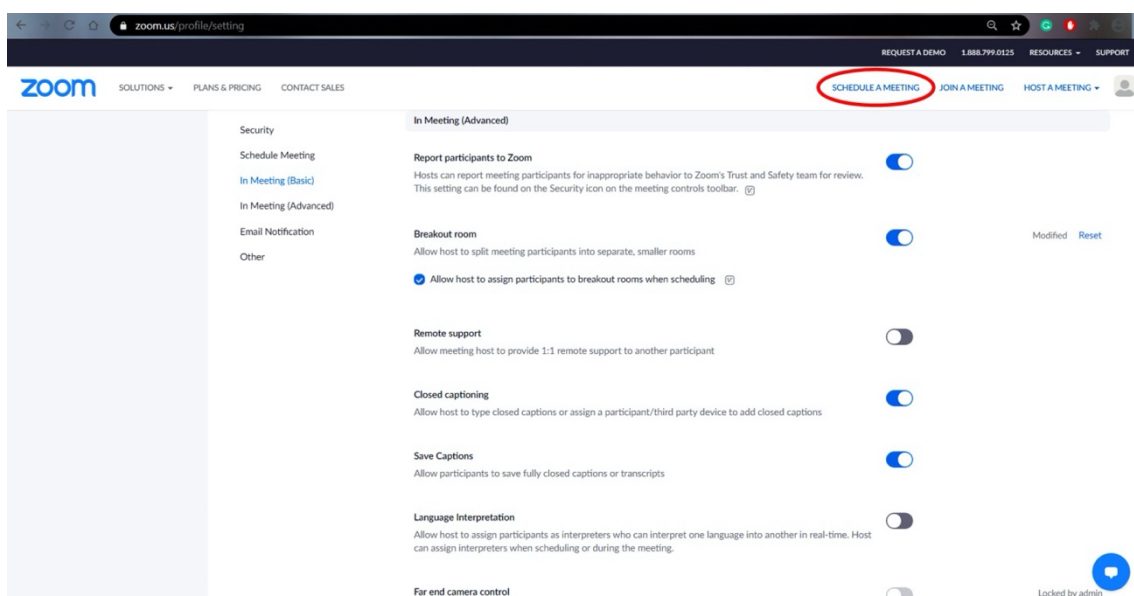 zoom.us/profile/setting
REQUEST A DEMO 1.888.799.0125 RESOURCES SUPPORT
zoom SOLUTIONS PLANS & PRICING CONTACT SALES SCHEDULE A MEETING JOIN A MEETING HOST A MEETING
Security
Schedule Meeting
In Meeting (Basic)
In Meeting (Advanced)
Email Notification
Other
In Meeting (Advanced)
Report participants to Zoom
Hosts can report meeting participants for inappropriate behavior to Zoom's Trust and Safety team for review.
This setting can be found on the Security icon on the meeting controls toolbar.
Breakout room
Modified Reset
Allow host to split meeting participants into separate, smaller rooms
Allow host to assign participants to breakout rooms when scheduling
Remote support
Allow meeting host to provide 1:1 remote support to another participant
Closed captioning
Allow host to type closed captions or assign a participant/third party device to add closed captions
Save Captions
Allow participants to save fully closed captions or transcripts
Language Interpretation
Allow host to assign participants as interpreters who can interpret one language into another in real-time. Host
can assign interpreters when scheduling or during the meeting.
Far end camera control
Locked by admin